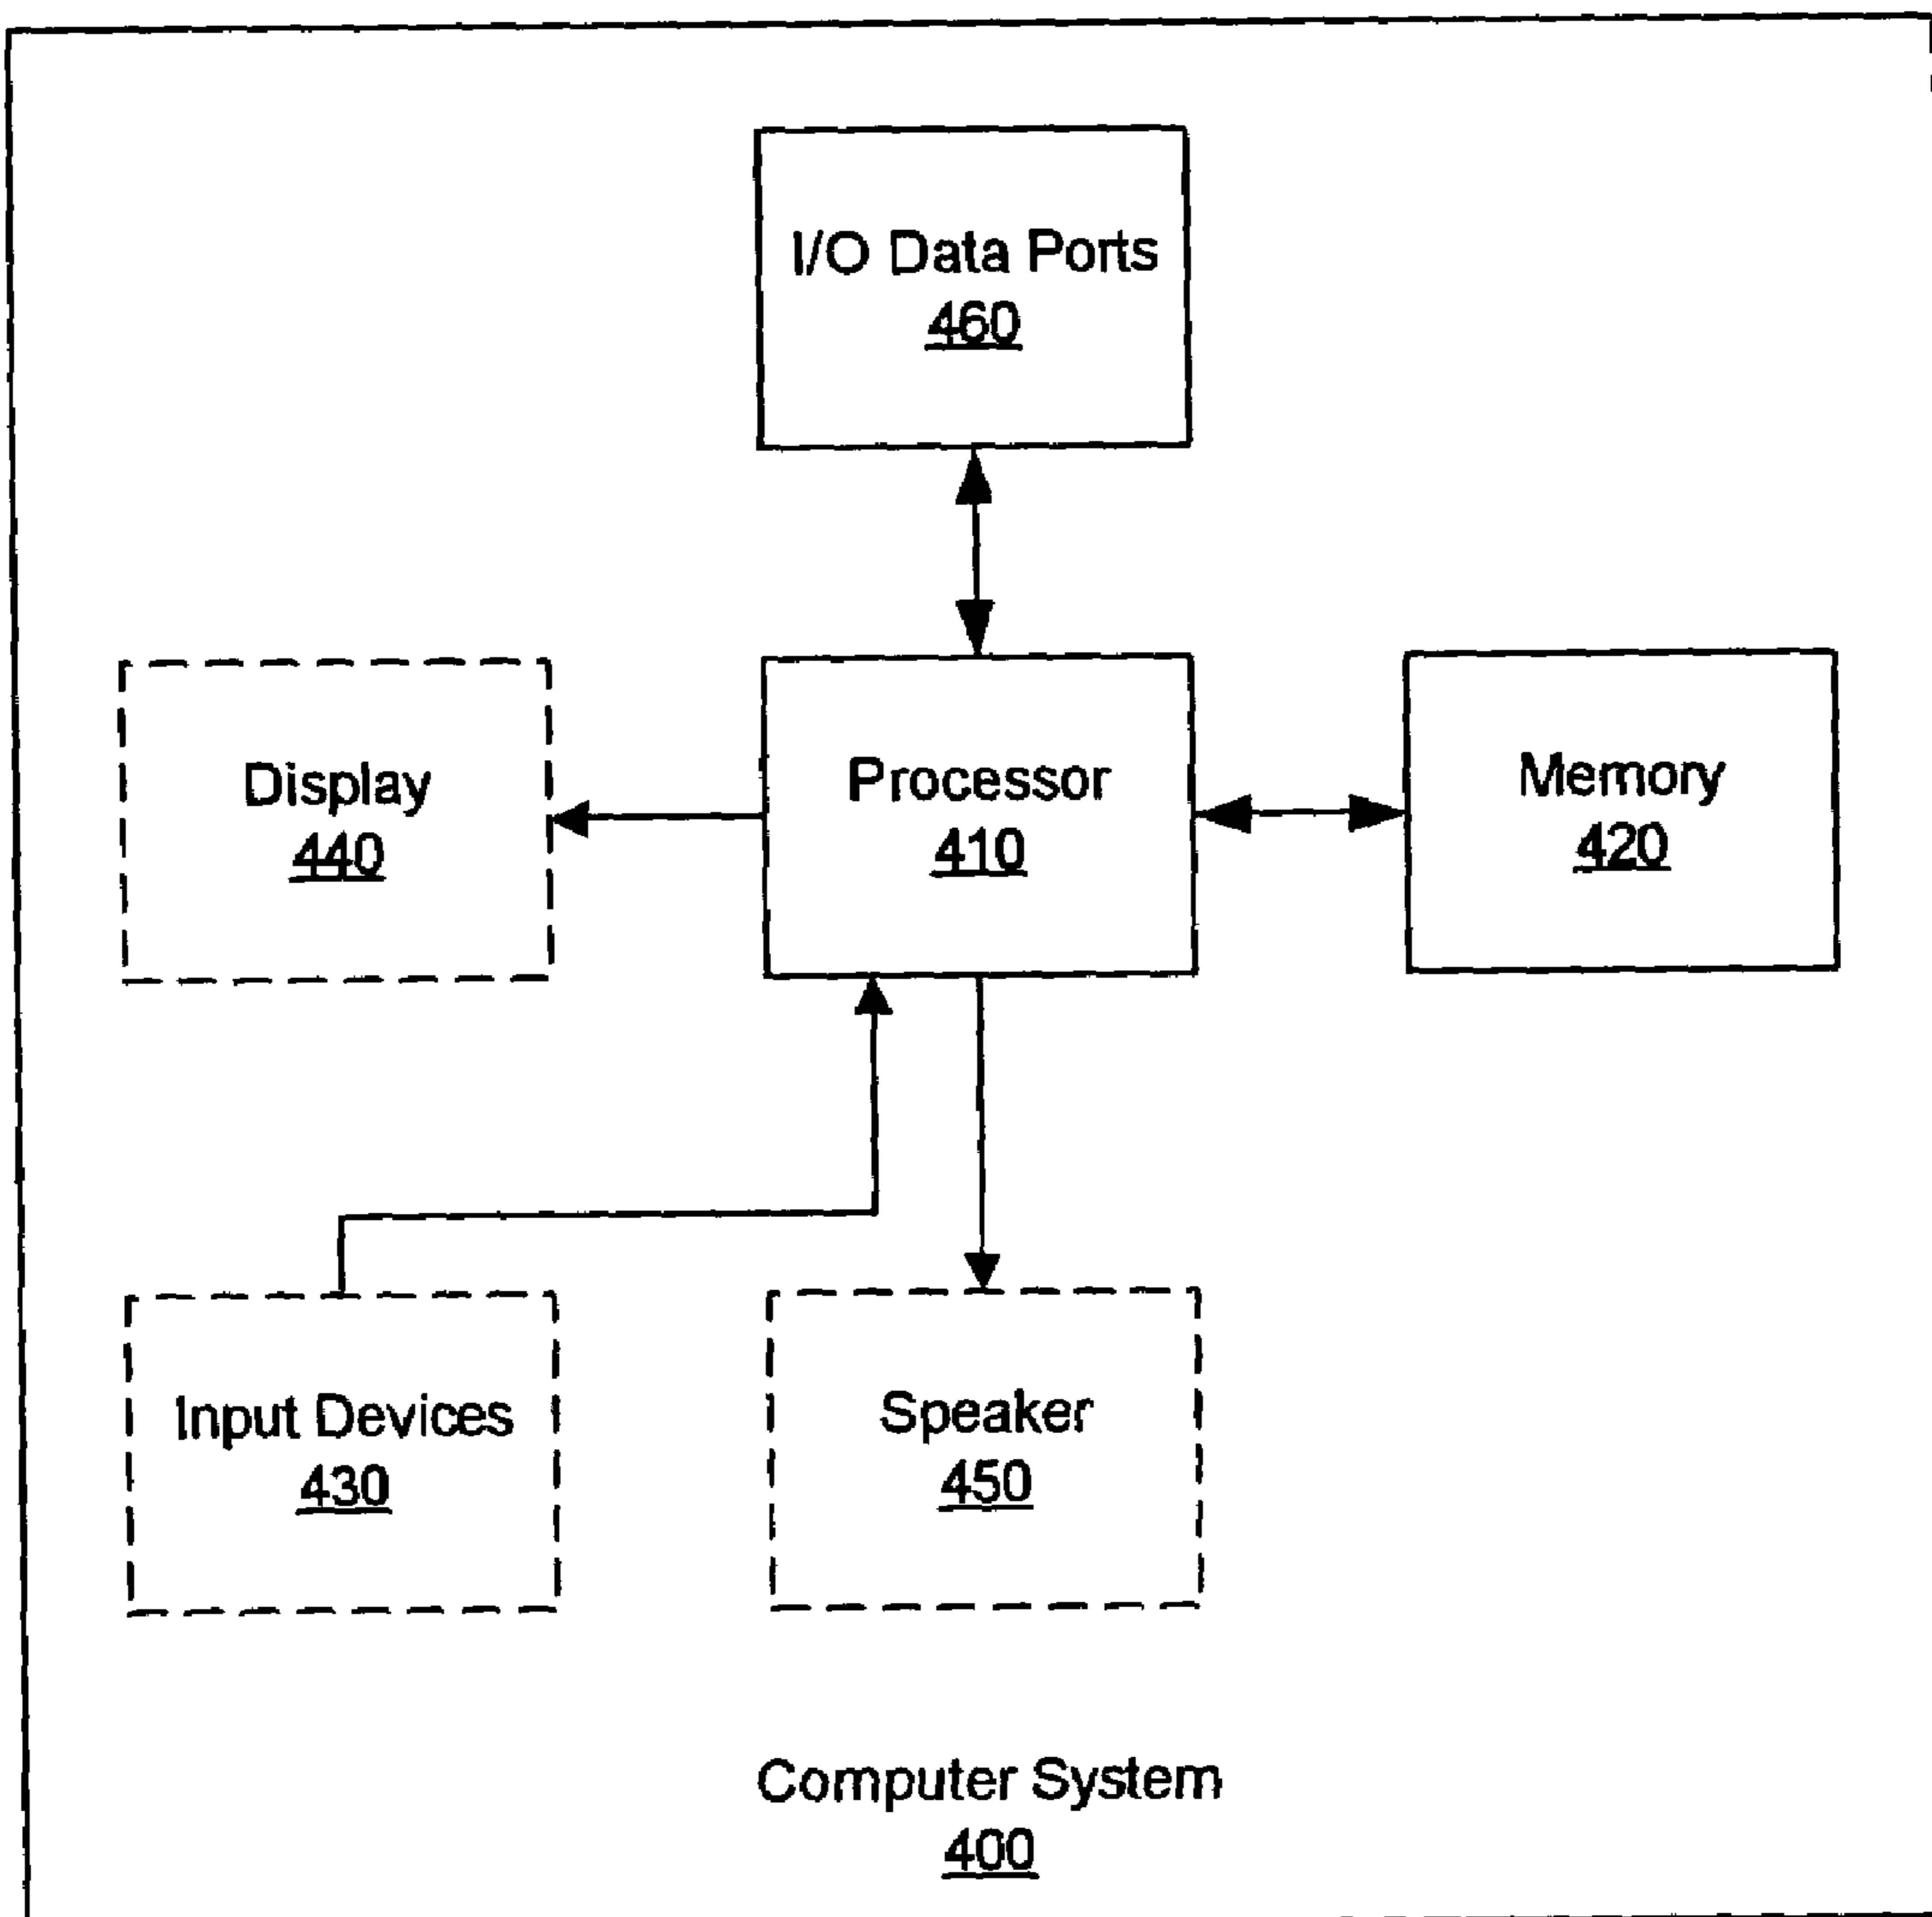 I/O Data Ports
460
Display
440
Processor
410
Memory
420
Input Devices
430
Speaker
450
Computer System
400